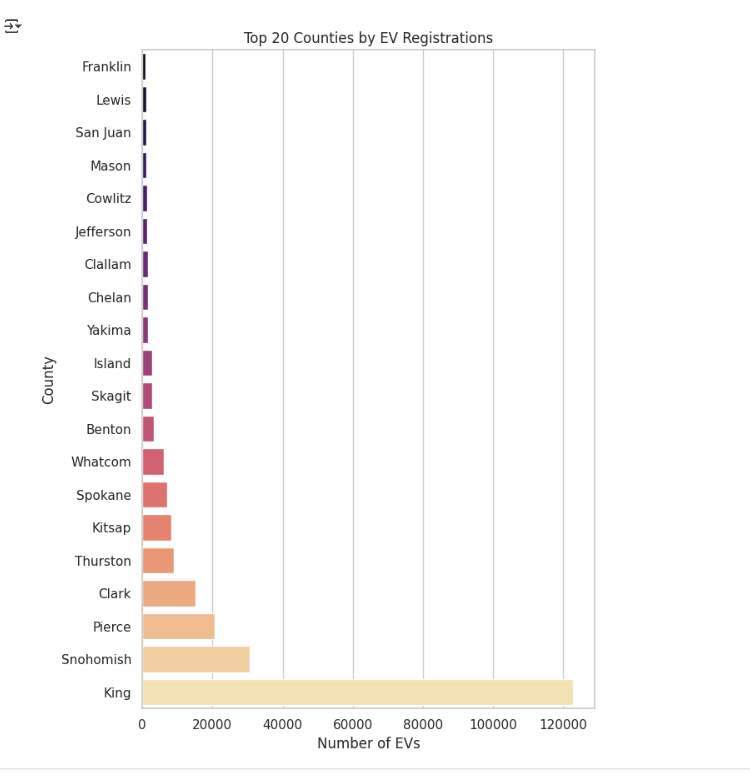 Top 20 Counties by EV Registrations
Franklin
Lewis
San Juan
Mason
Cowlitz
Jefferson
Clallam
Chelan
Yakima
Island
Skagit
Benton
Whatcom
Spokane
Kitsap
Thurston
Clark
Pierce
Snohomish
King
County
0 20000 40000 60000 80000 100000 120000
Number of EVs